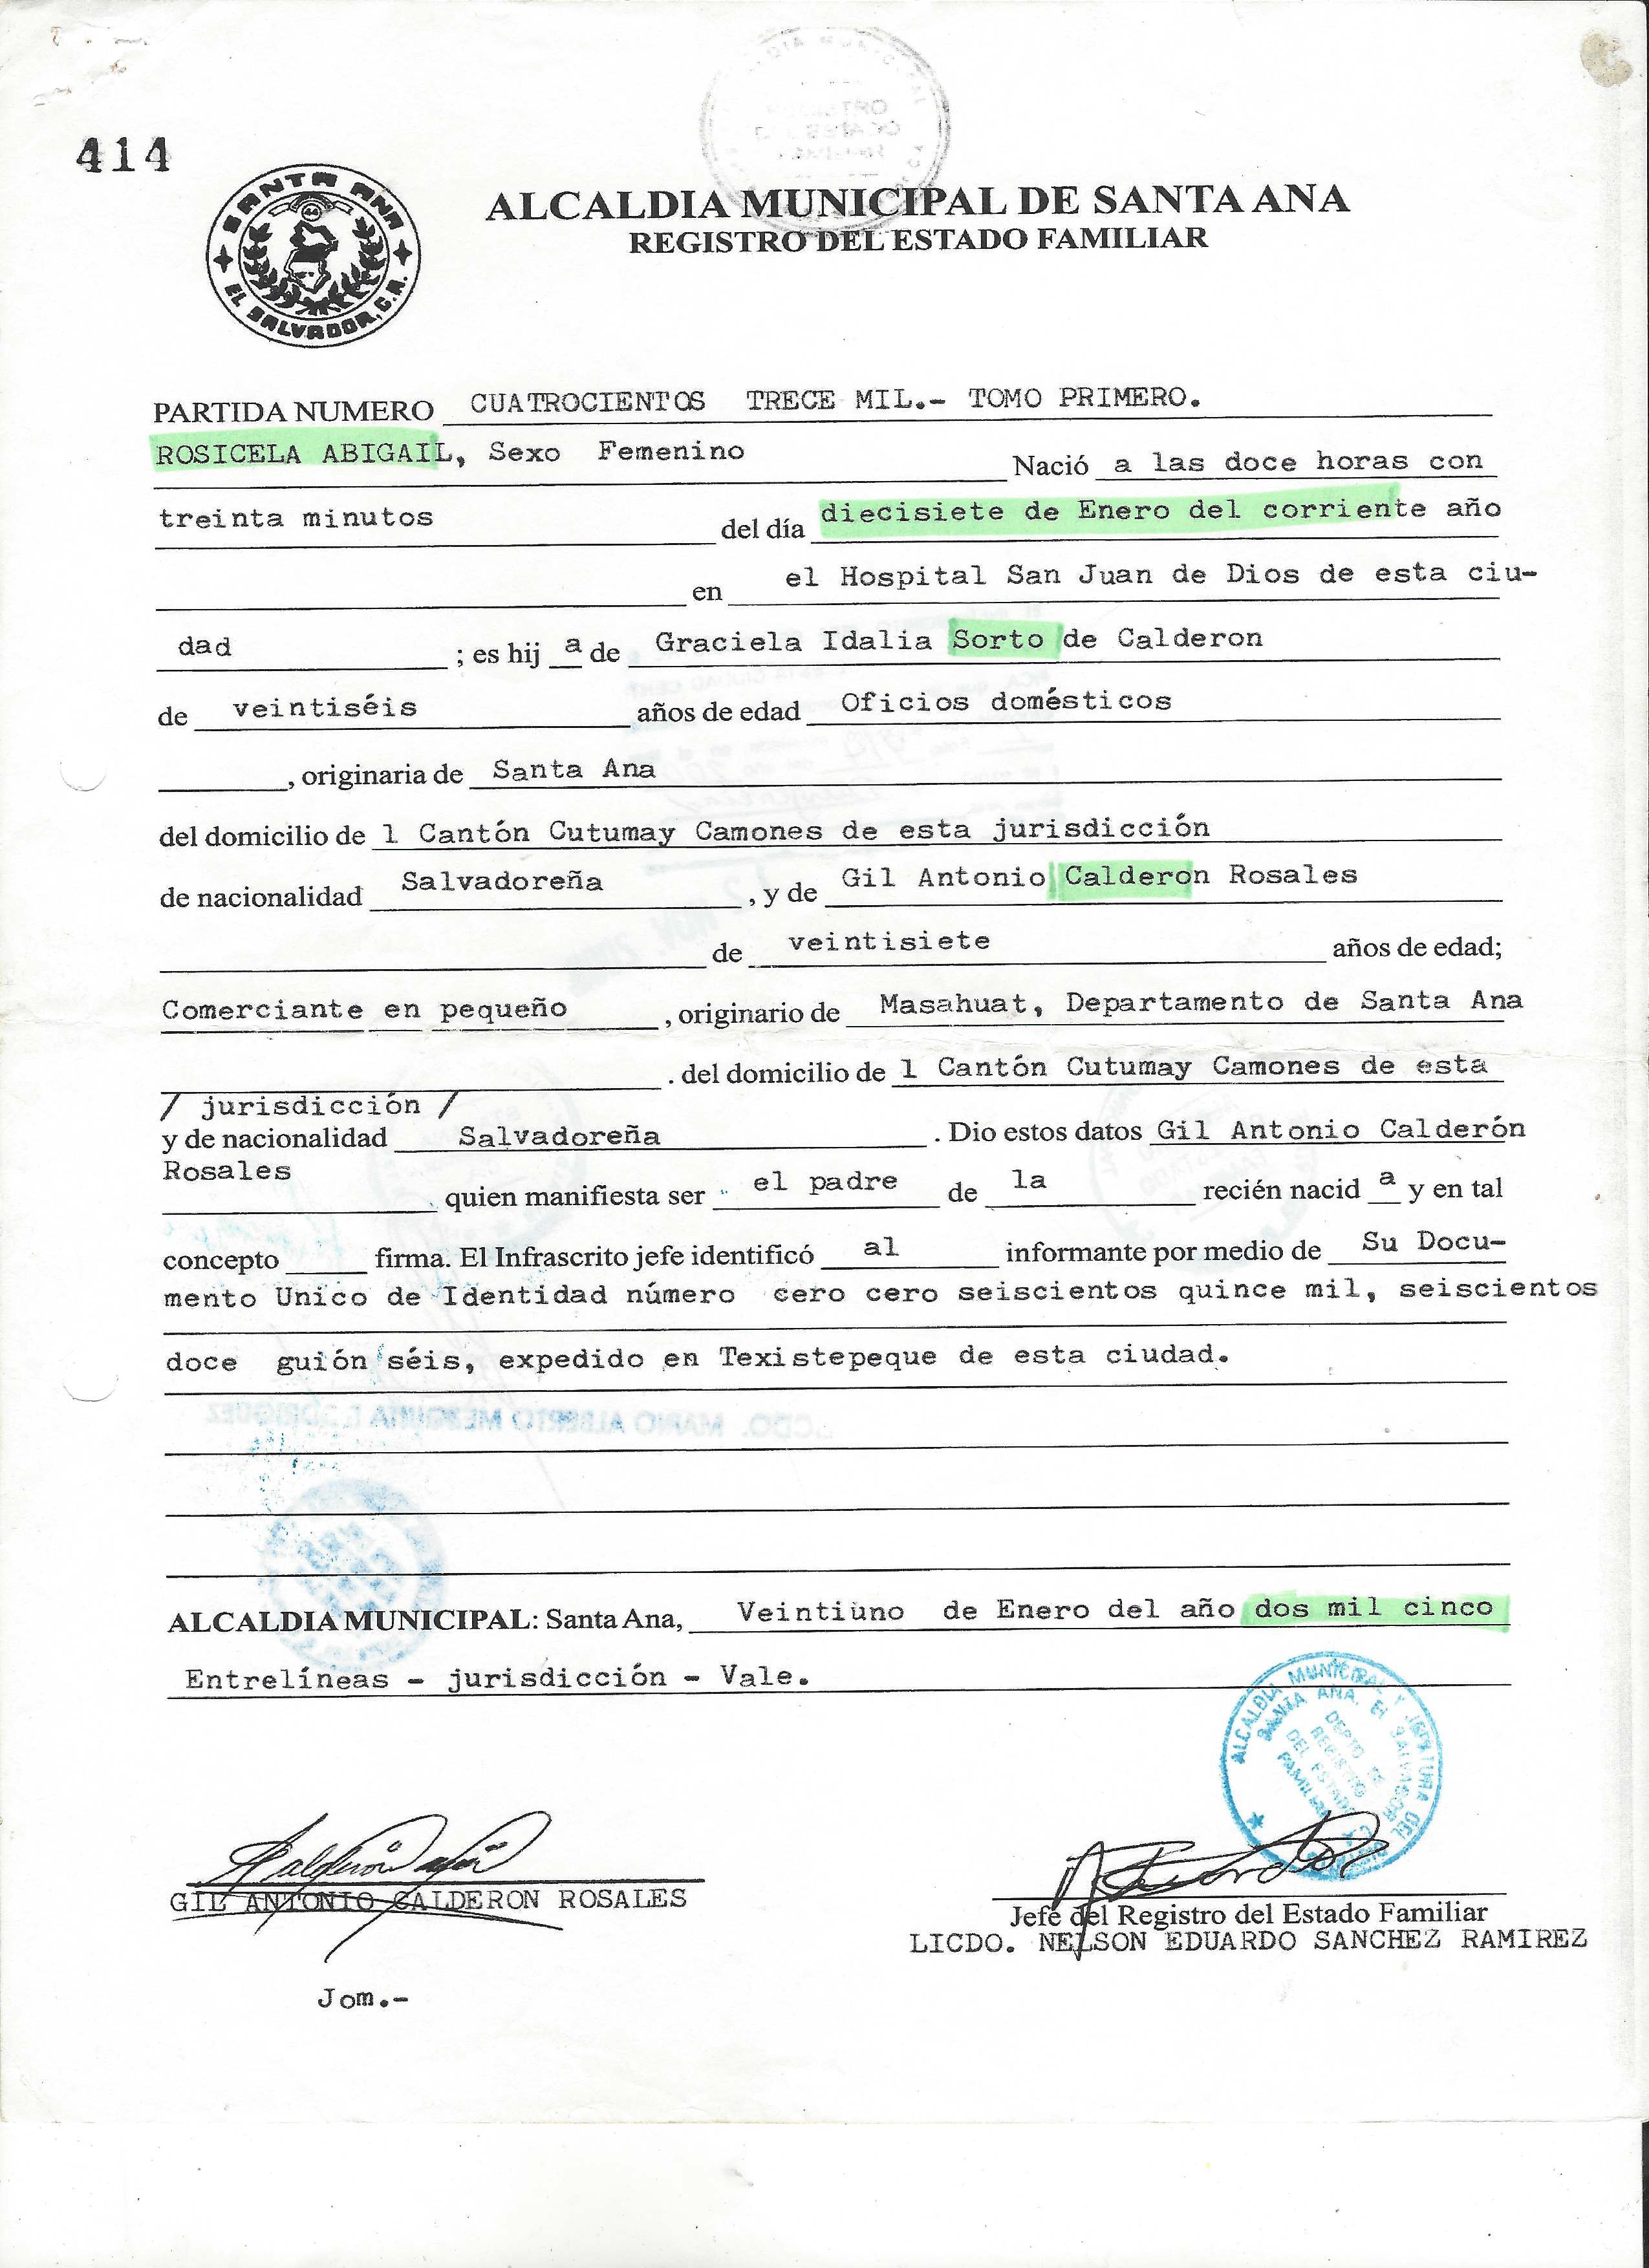 414
SANTA ANA
44
EL SALVADOR, C.A.
ALCALDIA MUNICIPAL DE SANTA ANA
REGISTRO DEL ESTADO FAMILIAR
PARTIDA NUMERO CUATROCIENTOS TRECE MIL.- TOMO PRIMERO.
ROSICELA ABIGAIL, Sexo Femenino Nació a las doce horas con
treinta minutos del día diecisiete de Enero del corriente año
en el Hospital San Juan de Dios de esta ciu-
dad ; es hij a de Graciela Idalia Sorto de Calderon
de veintiséis años de edad Oficios domésticos
, originaria de Santa Ana
del domicilio de l Cantón Cutumay Camones de esta jurisdicción
de nacionalidad Salvadoreña , y de Gil Antonio Calderon Rosales
de veintisiete años de edad;
Comerciante en pequeño , originario de Masahuat, Departamento de Santa Ana
. del domicilio de l Cantón Cutumay Camones de esta
/ jurisdicción /
y de nacionalidad Salvadoreña . Dio estos datos Gil Antonio Calderón
Rosales quien manifiesta ser el padre de la recién nacid a y en tal
concepto firma. El Infrascrito jefe identificó al informante por medio de Su Docu-
mento Unico de Identidad número cero cero seiscientos quince mil, seiscientos
doce guión séis, expedido en Texistepeque de esta ciudad.
ALCALDIA MUNICIPAL: Santa Ana, Veintiuno de Enero del año dos mil cinco
Entrelíneas - jurisdicción - Vale.
ALCALDIA MUNICIPAL Y JEFATURA DEL
SANTA ANA, El SALVADOR C.A.
DEPTO
REGISTRO
DEL ESTADO
FAMILIAR
GIL ANTONIO CALDERON ROSALES
Jefe del Registro del Estado Familiar
LICDO. NELSON EDUARDO SANCHEZ RAMIREZ
Jom.-